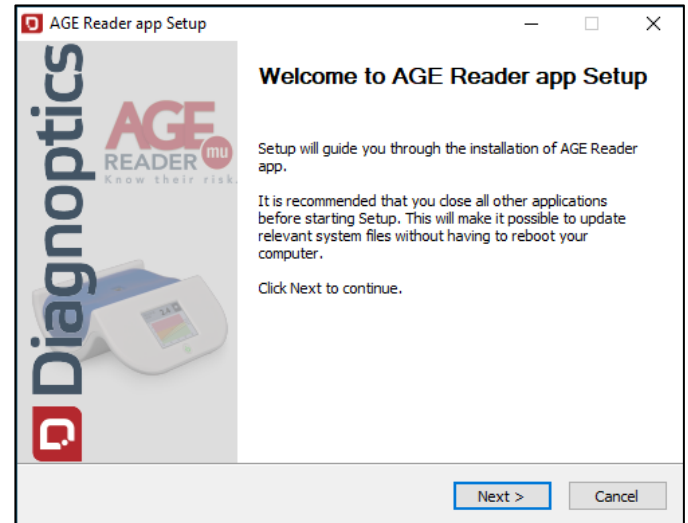 AGE Reader app Setup
Diagnoptics
AGE
READER mu
Know their risk.
2.4
Welcome to AGE Reader app Setup
Setup will guide you through the installation of AGE Reader
app.
It is recommended that you close all other applications
before starting Setup. This will make it possible to update
relevant system files without having to reboot your
computer.
Click Next to continue.
Next >
Cancel